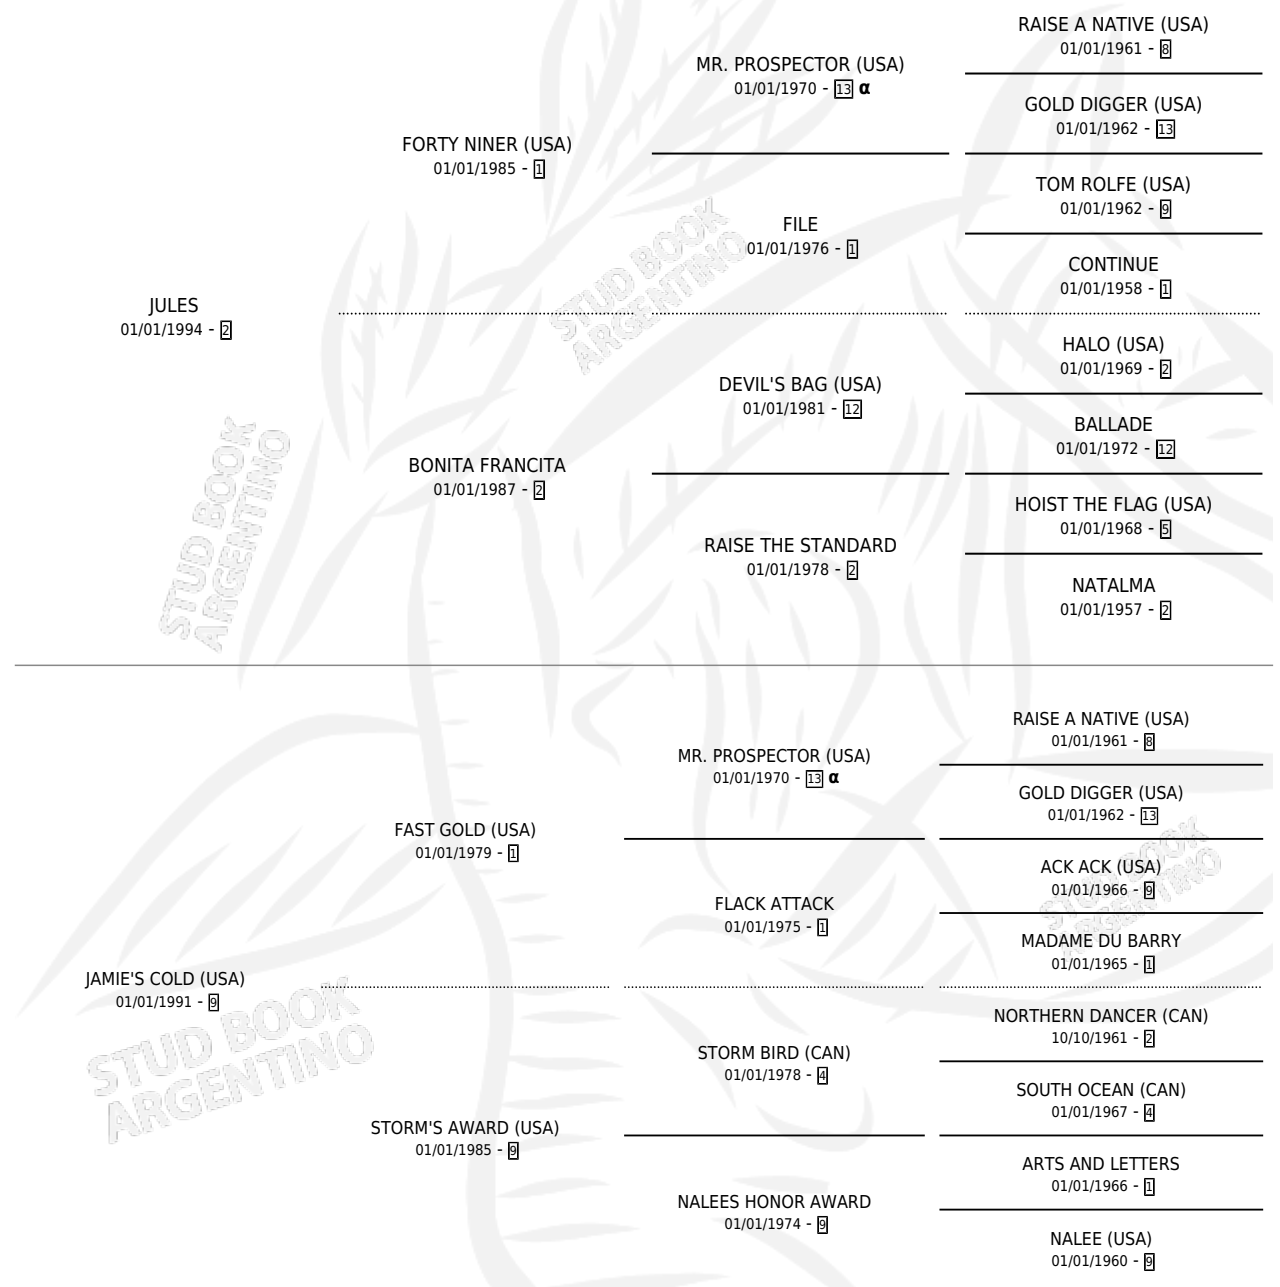 RAISE A NATIVE (USA)
01/01/1961 - 8
MR. PROSPECTOR (USA)
01/01/1970 - 13 α
GOLD DIGGER (USA)
01/01/1962 - 13
FORTY NINER (USA)
01/01/1985 - 1
TOM ROLFE (USA)
01/01/1962 - 9
FILE
01/01/1976 - 1
CONTINUE
01/01/1958 - 1
JULES
01/01/1994 - 2
HALO (USA)
01/01/1969 - 2
DEVIL'S BAG (USA)
01/01/1981 - 12
BALLADE
01/01/1972 - 12
BONITA FRANCITA
01/01/1987 - 2
HOIST THE FLAG (USA)
01/01/1968 - 5
RAISE THE STANDARD
01/01/1978 - 2
NATALMA
01/01/1957 - 2
RAISE A NATIVE (USA)
01/01/1961 - 8
MR. PROSPECTOR (USA)
01/01/1970 - 13 α
GOLD DIGGER (USA)
01/01/1962 - 13
FAST GOLD (USA)
01/01/1979 - 1
ACK ACK (USA)
01/01/1966 - 9
FLACK ATTACK
01/01/1975 - 1
MADAME DU BARRY
01/01/1965 - 1
JAMIE'S COLD (USA)
01/01/1991 - 9
NORTHERN DANCER (CAN)
10/10/1961 - 2
STORM BIRD (CAN)
01/01/1978 - 4
SOUTH OCEAN (CAN)
01/01/1967 - 4
STORM'S AWARD (USA)
01/01/1985 - 9
ARTS AND LETTERS
01/01/1966 - 1
NALEES HONOR AWARD
01/01/1974 - 9
NALEE (USA)
01/01/1960 - 9
STUD BOOK
ARGENTINO
STUD BOOK
ARGENTINO
STUD BOOK
ARGENTINO
STUD BOOK
ARGENTINO